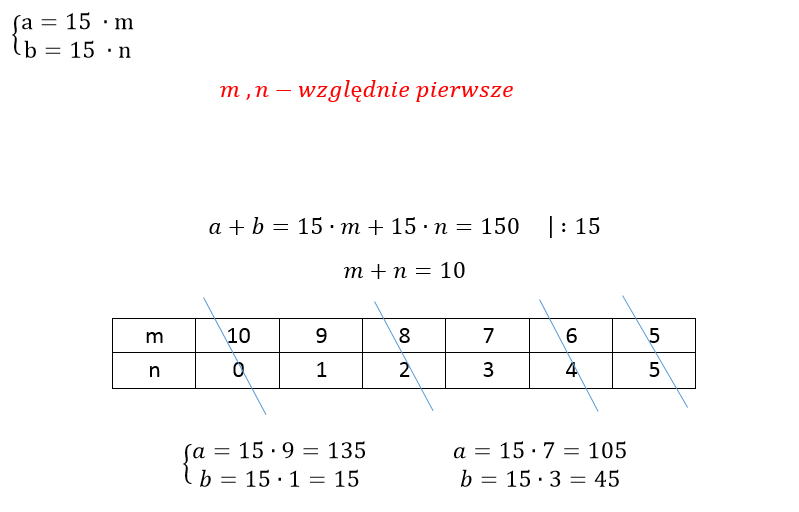 a = 15 · m
b = 15 · n
m , n − względnie pierwsze
a + b = 15 · m + 15 · n = 150 | : 15
m + n = 10
m 10 9 8 7 6 5
n 0 1 2 3 4 5
a = 15 · 9 = 135 a = 15 · 7 = 105
b = 15 · 1 = 15 b = 15 · 3 = 45